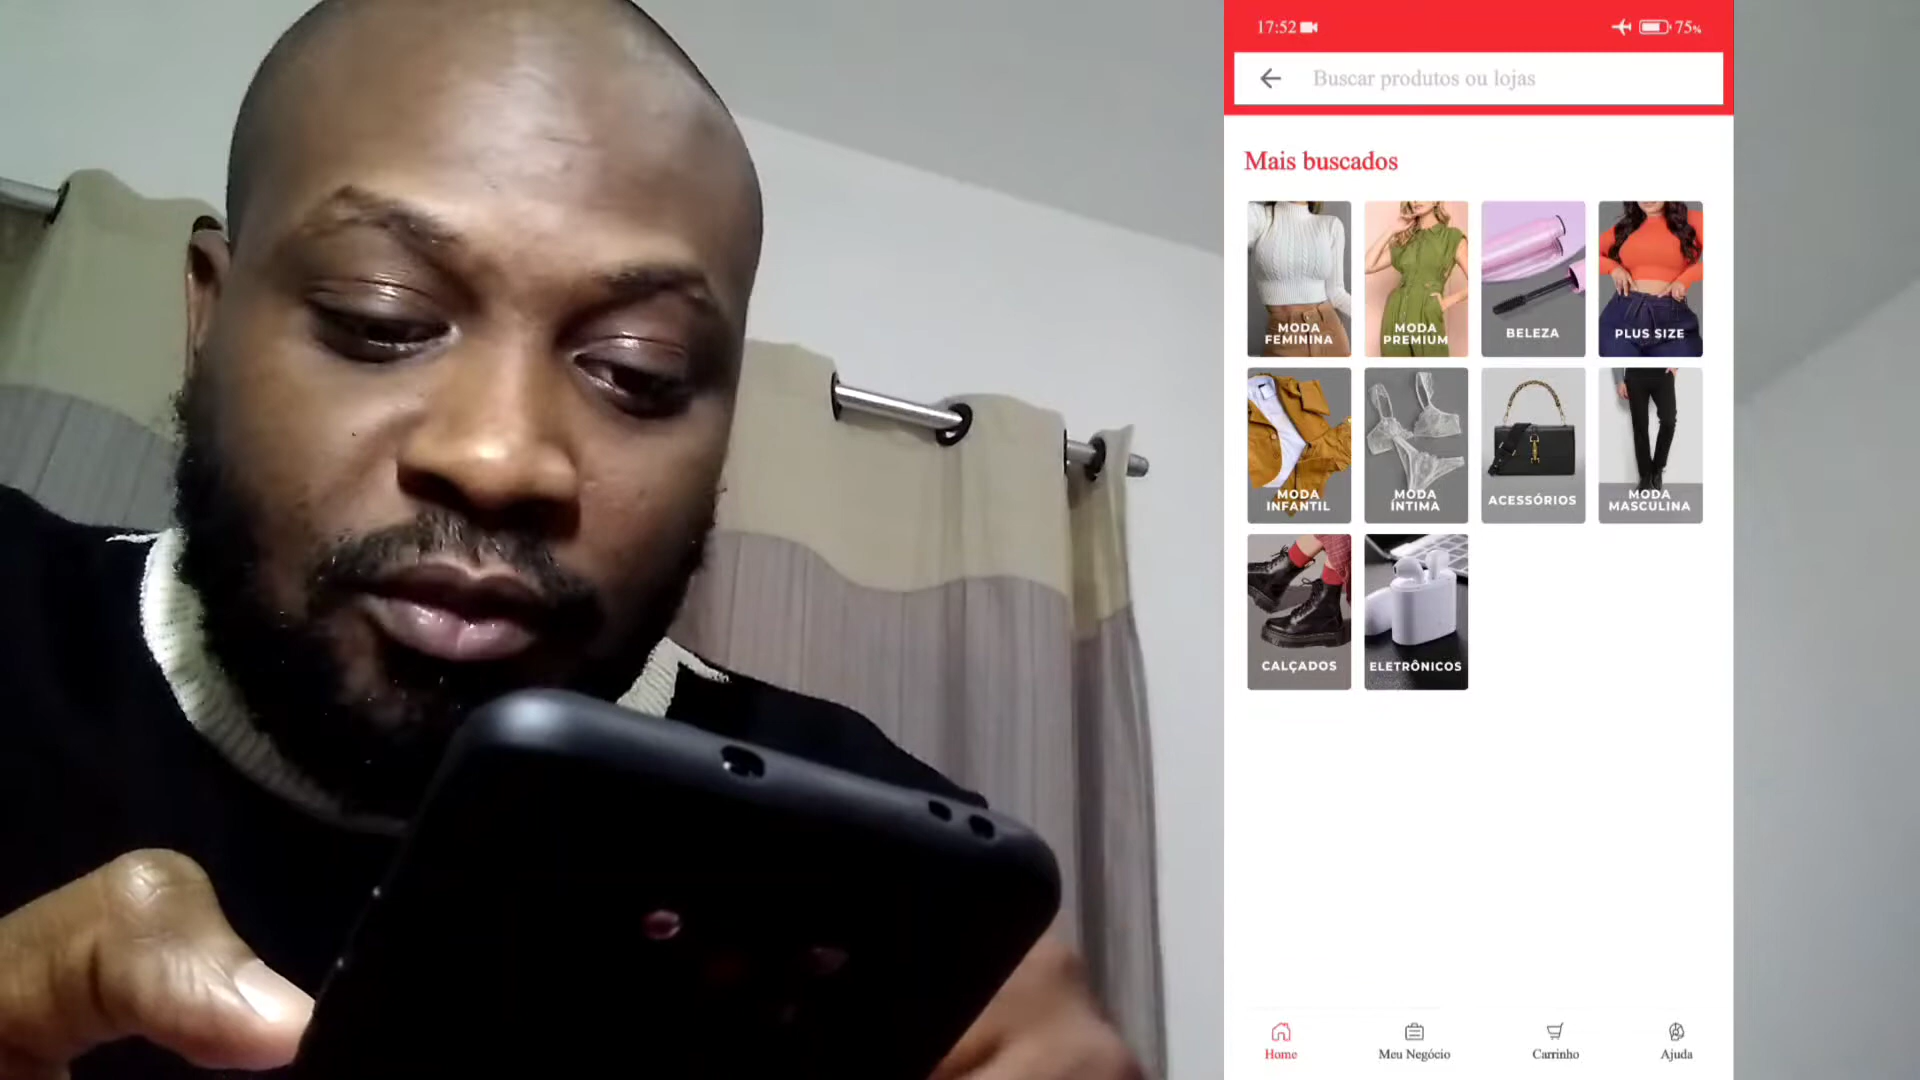 17:52
75%
Buscar produtos ou lojas
Mais buscados
MODA
FEMININA
MODA
PREMIUM
BELEZA
PLUS SIZE
MODA
INFANTIL
MODA
ÍNTIMA
ACESSÓRIOS
MODA
MASCULINA
CALÇADOS
ELETRÔNICOS
Home
Meu Negócio
Carrinho
Ajuda